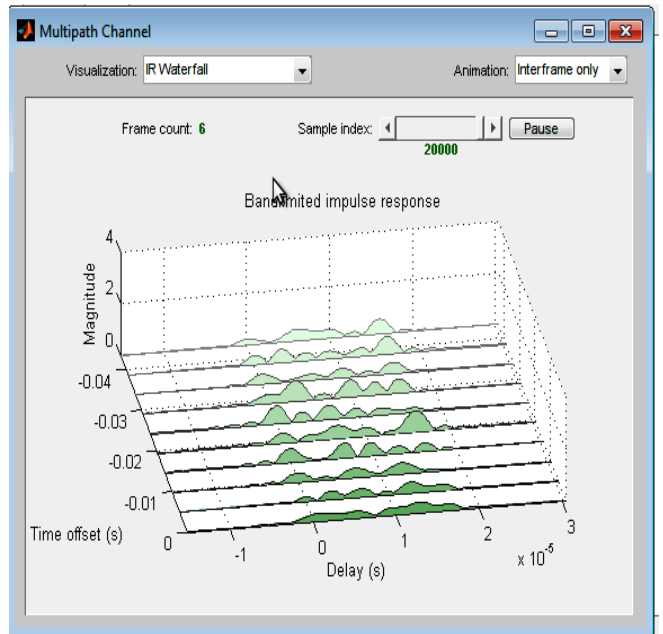 Multipath Channel
Visualization: IR Waterfall Animation: Interframe only
Frame count: 6 Sample index: Pause
20000
Bandlimited impulse response
4
2
0
Magnitude
-0.04
-0.03
-0.02
-0.01
0
Time offset (s)
-1
0
1
2
3
x 10-5
Delay (s)